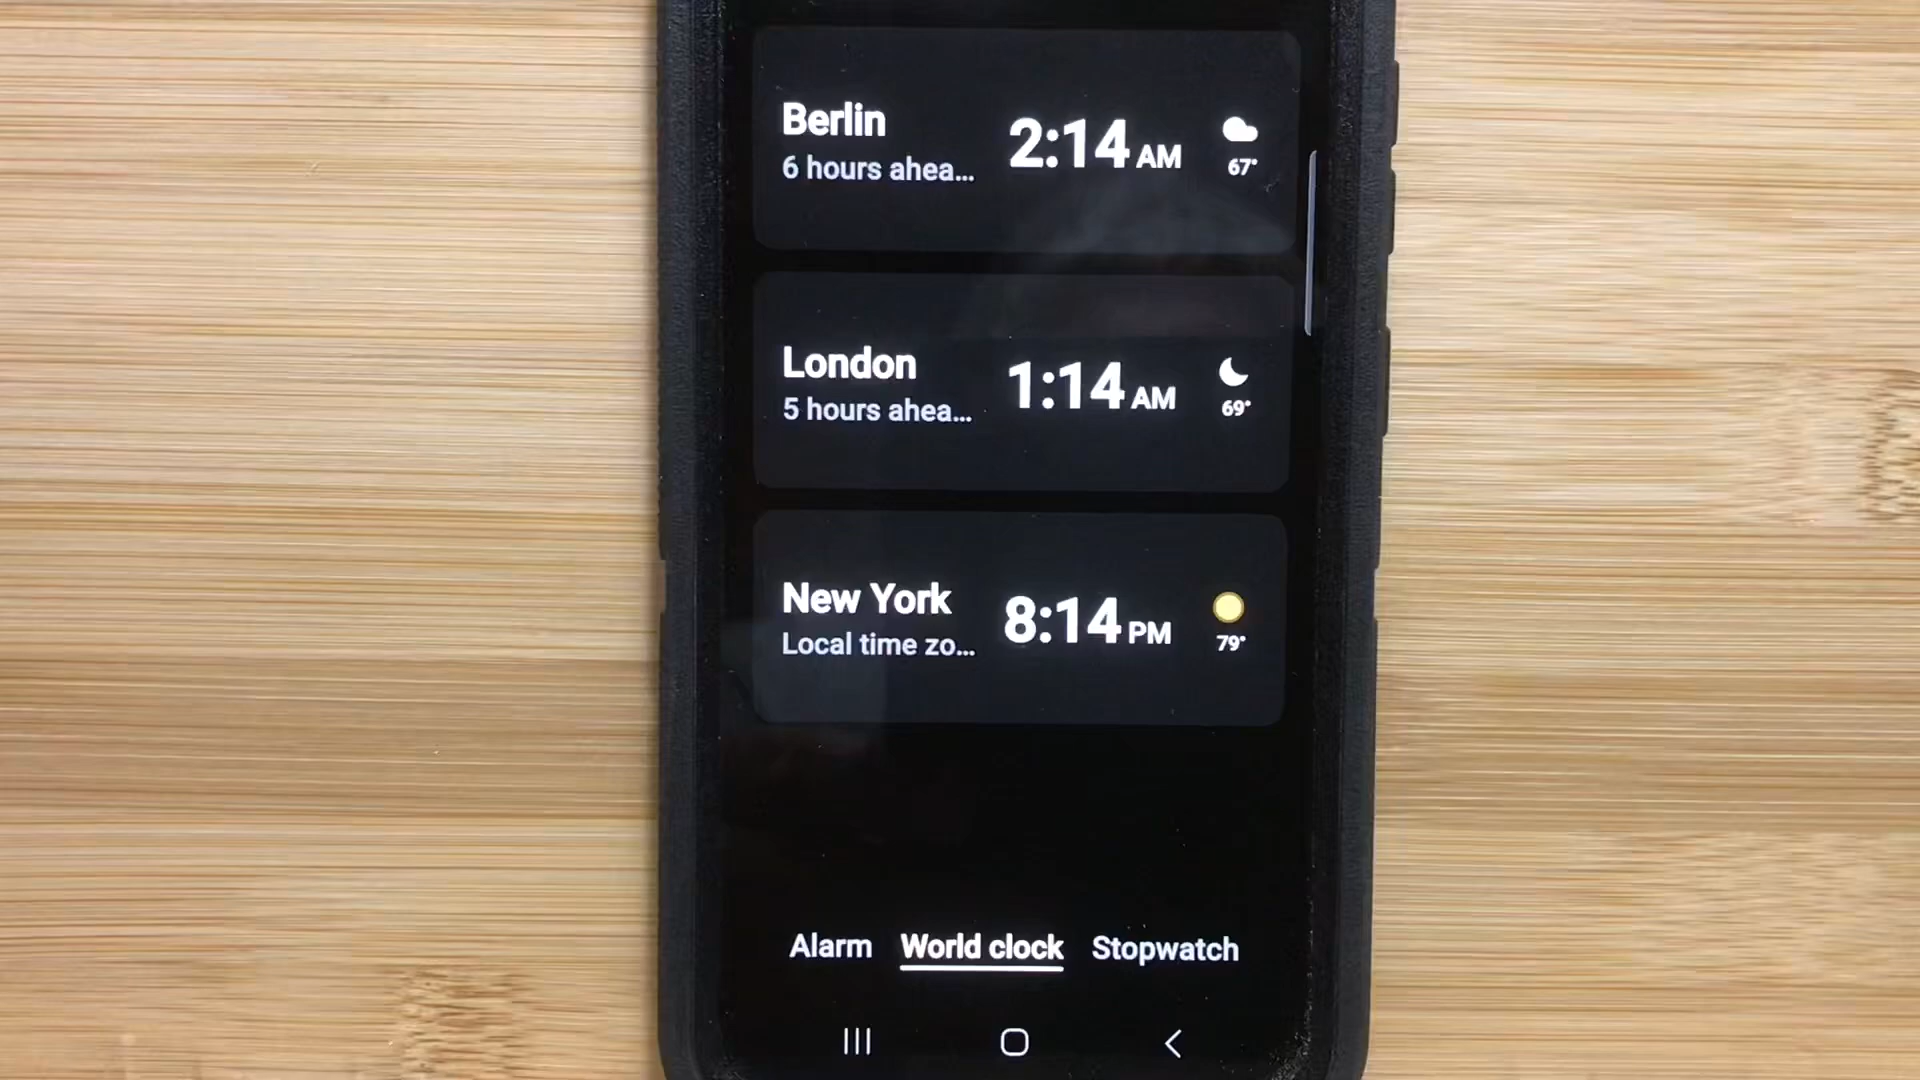 Berlin
6 hours ahea...
2:14 AM
67°
London
5 hours ahea...
1:14 AM
69°
New York
Local time zo...
8:14 PM
79°
Alarm World clock Stopwatch